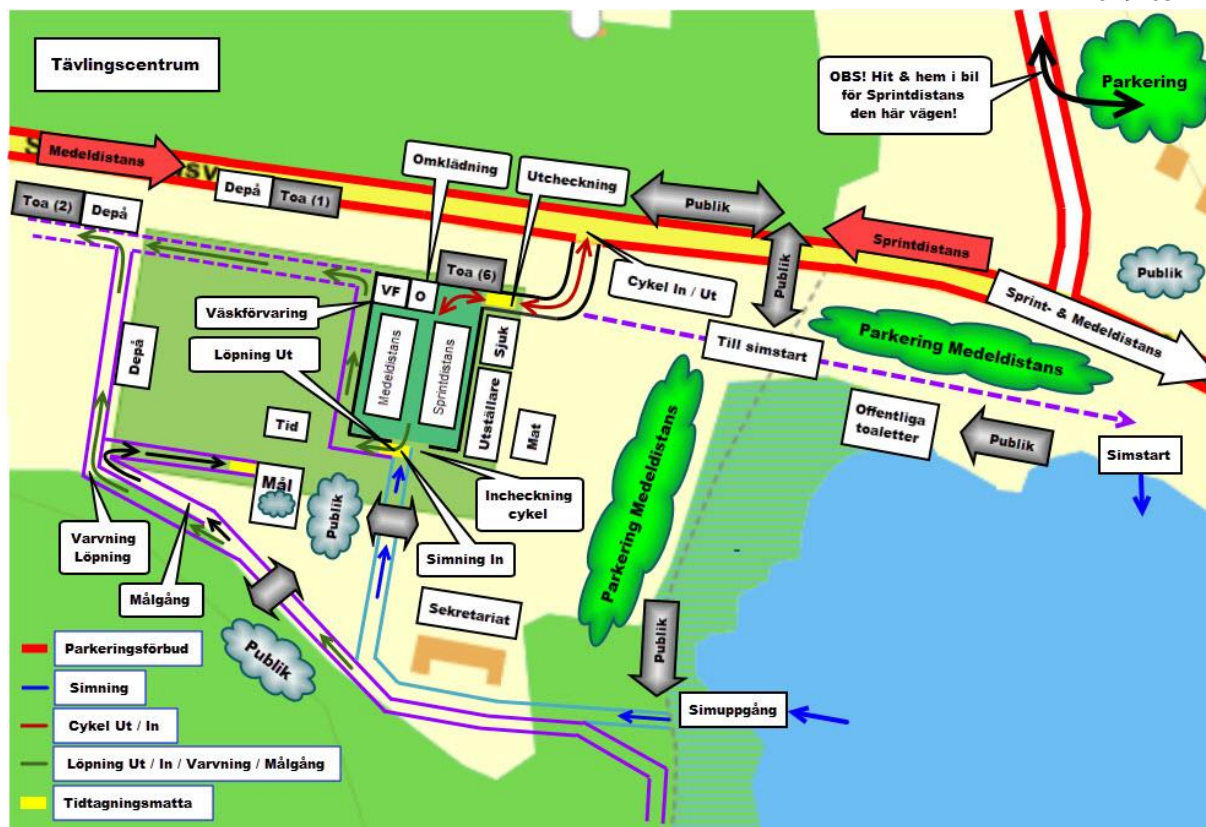 Tävlingscentrum
OBS! Hit & hem i bil
för Sprintdistans
den här vägen!
Parkering
Medeldistans
Omklädning
Utcheckning
Depå
Toa (1)
Toa (2)
Depå
Publik
Sprintdistans
Publik
Publik
Toa (6)
VF
O
Cykel In / Ut
Sprint- & Medeldistans
Väskförvaring
Löpning Ut
Sjuk
Till simstart
Parkering Medeldistans
Depå
Medeldistans
Sprintdistans
Utställare
Mat
Parkering Medeldistans
Offentliga
toaletter
Publik
Simstart
Tid
Mål
Publik
Incheckning
cykel
Varvning
Löpning
Simning In
Målgång
Sekretariat
Publik
Publik
Simuppgång
Parkeringsförbud
Simning
Cykel Ut / In
Löpning Ut / In / Varvning / Målgång
Tidtagningsmatta